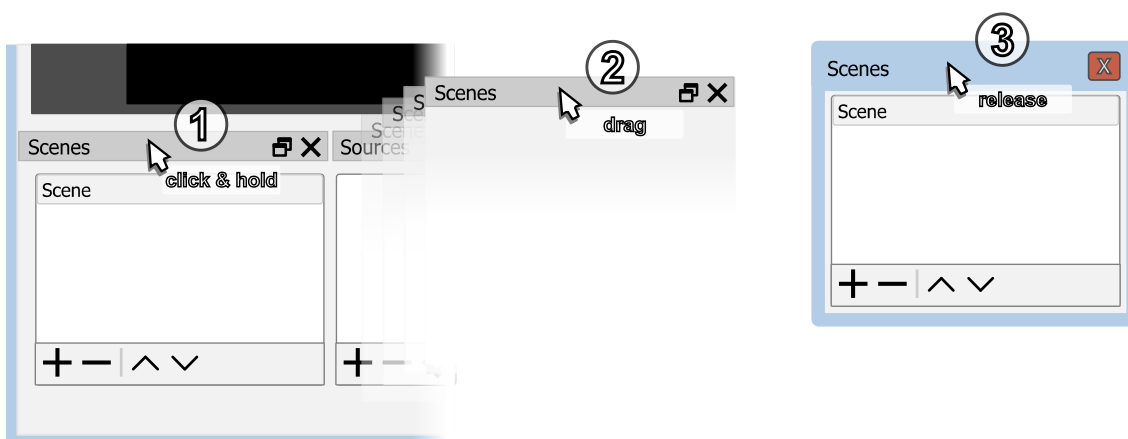 1
Scenes
Sources
click & hold
Scene
2
Scenes
drag
3
Scenes
X
release
Scene